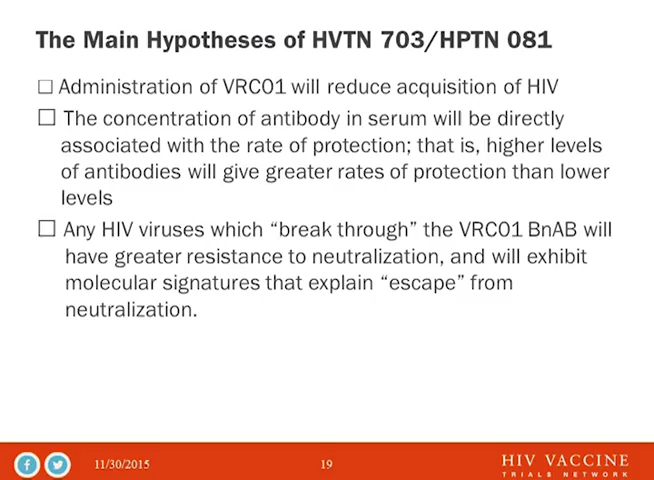 The Main Hypotheses of HVTN 703/HPTN 081
☐ Administration of VRC01 will reduce acquisition of HIV
☐ The concentration of antibody in serum will be directly
associated with the rate of protection; that is, higher levels
of antibodies will give greater rates of protection than lower
levels
☐ Any HIV viruses which “break through” the VRC01 BnAB will
have greater resistance to neutralization, and will exhibit
molecular signatures that explain “escape” from
neutralization.
11/30/2015 19 HIV VACCINE
TRIALS NETWORK